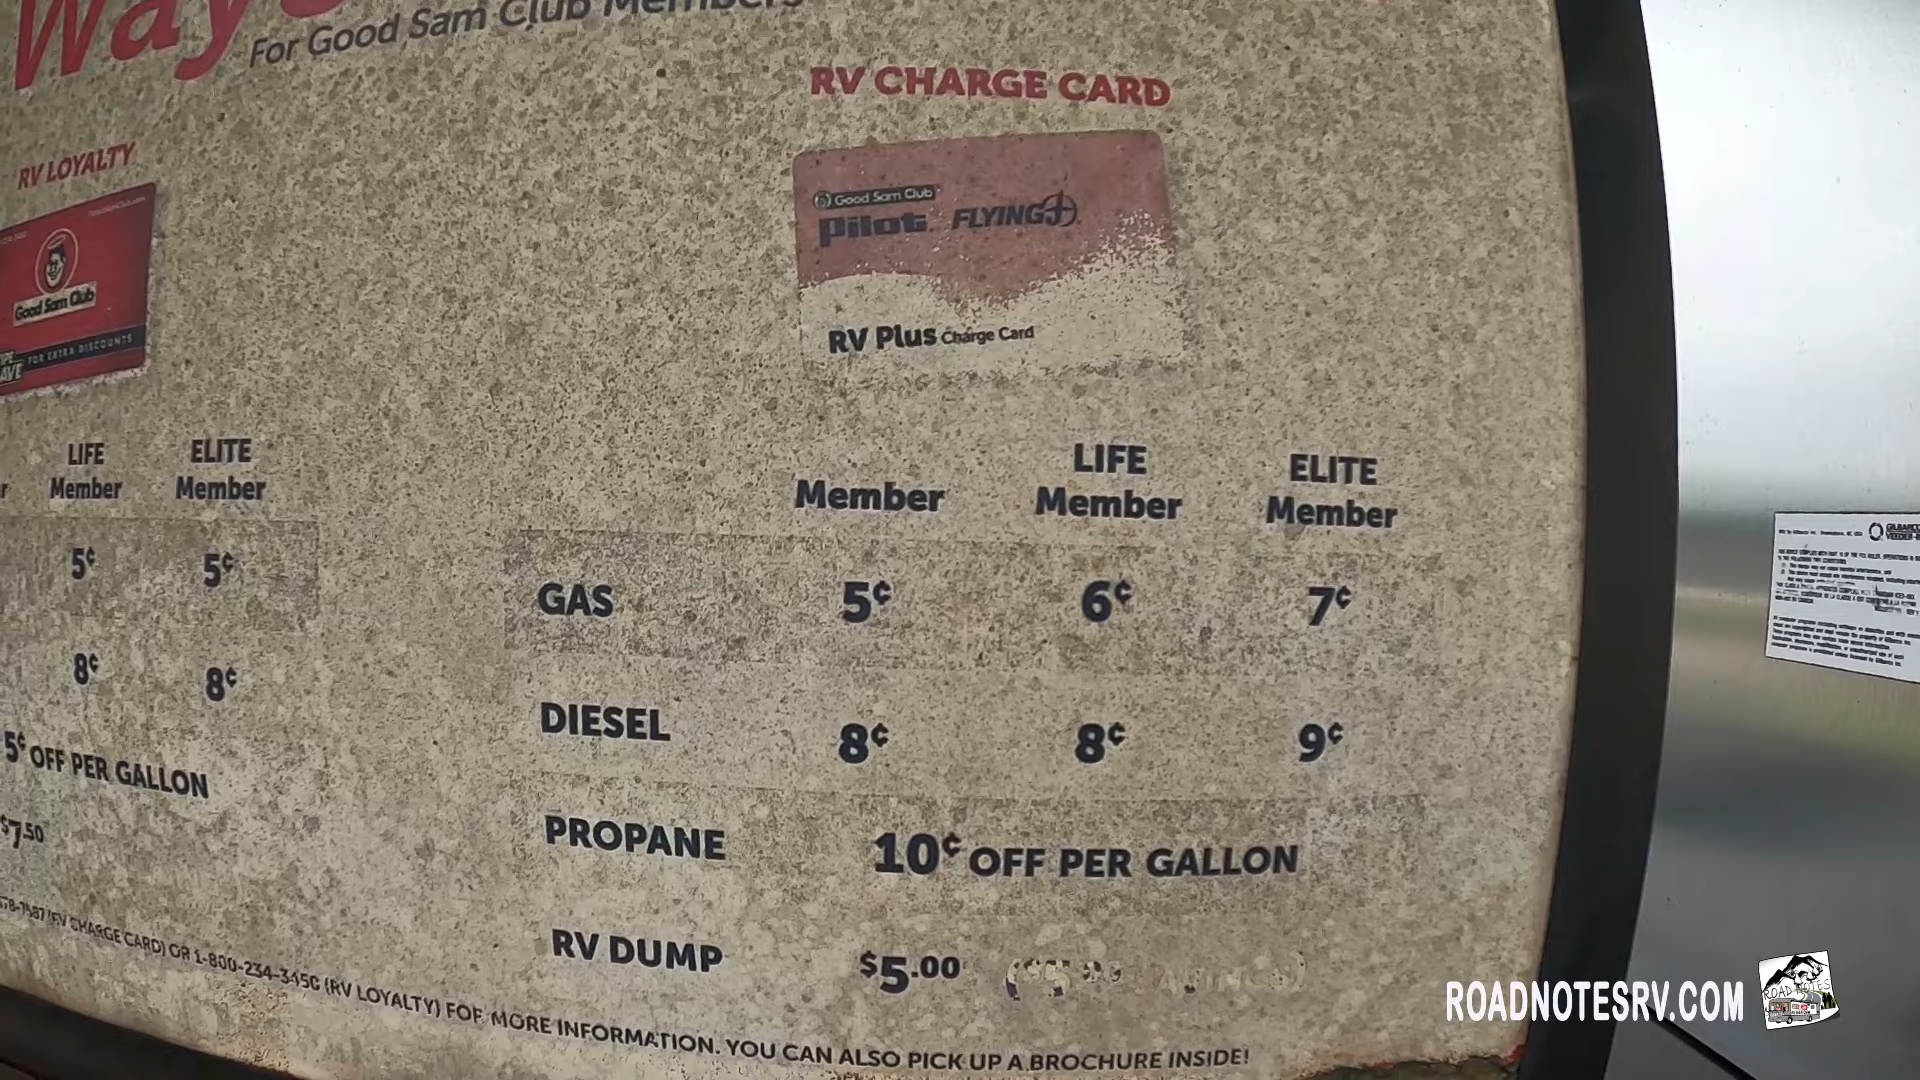 Ways
For Good Sam Club Members
RV LOYALTY
Good Sam Club
FOR EXTRA DISCOUNTS
LIFE Member ELITE Member
5¢ 5¢
8¢ 8¢
5¢ OFF PER GALLON
$7.50
RV CHARGE CARD
Good Sam Club
Pilot FLYING J
RV Plus Charge Card
Member LIFE Member ELITE Member
GAS 5¢ 6¢ 7¢
DIESEL 8¢ 8¢ 9¢
PROPANE 10¢ OFF PER GALLON
RV DUMP $5.00
(RV CHARGE CARD) OR 1-800-234-3450 (RV LOYALTY) FOR MORE INFORMATION. YOU CAN ALSO PICK UP A BROCHURE INSIDE!
ROADNOTESRV.COM
ROAD NOTES